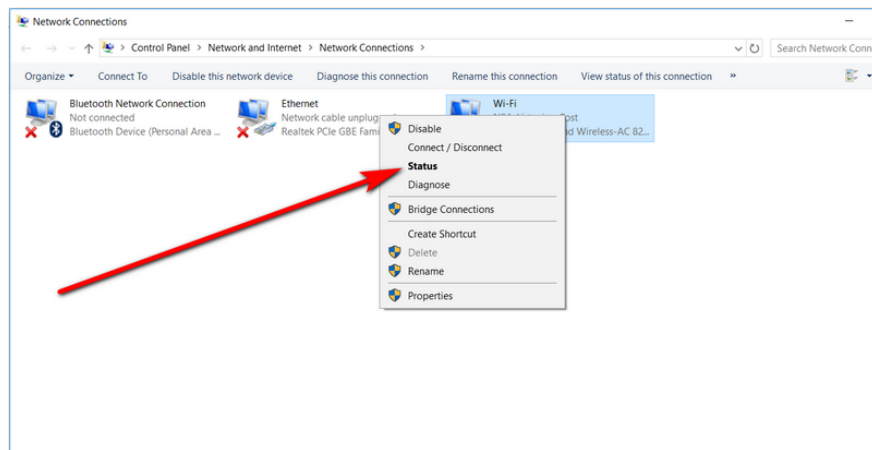 Network Connections
Control Panel > Network and Internet > Network Connections >
Search Network Conn
Organize
Connect To
Disable this network device
Diagnose this connection
Rename this connection
View status of this connection
»
Bluetooth Network Connection
Not connected
Bluetooth Device (Personal Area ...
Ethernet
Network cable
Realtek PCIe GBE
Wi-Fi
Wireless-AC 82...
Disable
Connect / Disconnect
Status
Diagnose
Bridge Connections
Create Shortcut
Delete
Rename
Properties